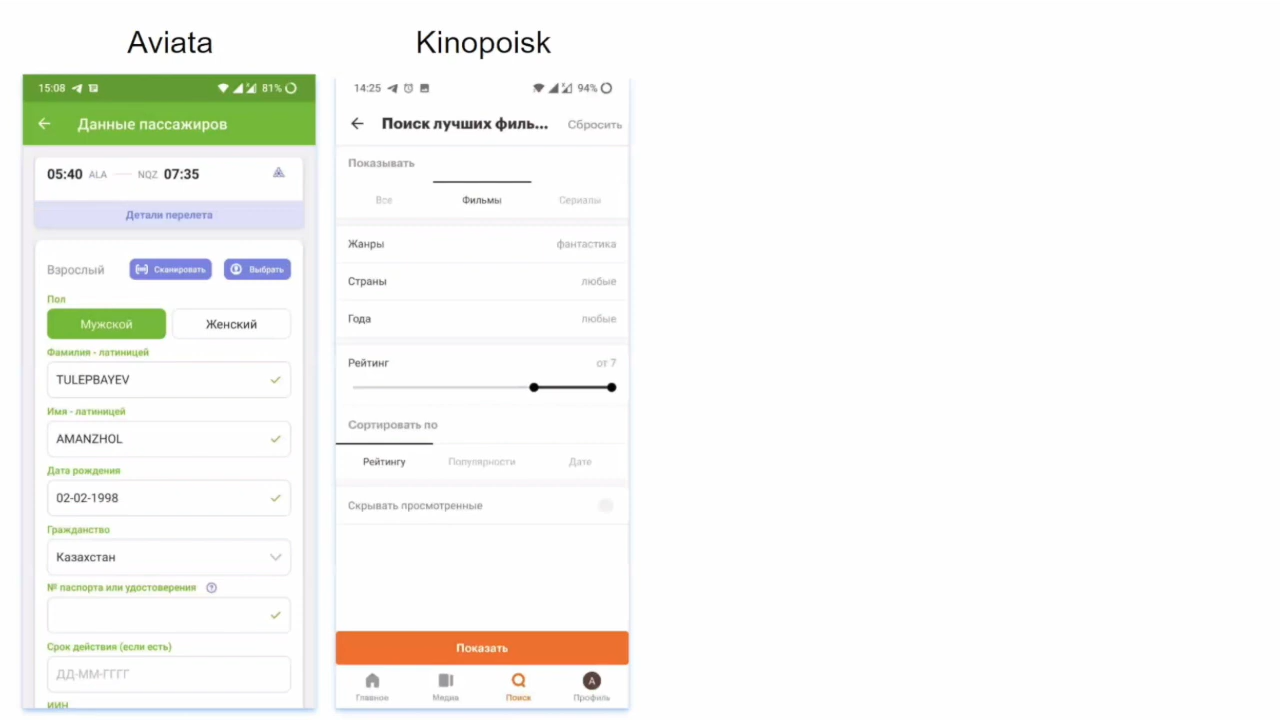 Aviata
15:08 81%
Данные пассажиров
05:40 ALA NQZ 07:35
Детали перелета
Взрослый Сканировать Выбрать
Пол
Мужской Женский
Фамилия - латиницей
TULEPBAYEV
Имя - латиницей
AMANZHOL
Дата рождения
02-02-1998
Гражданство
Казахстан
№ паспорта или удостоверения ?
Срок действия (если есть)
ДД-ММ-ГГГГ
ИИН
Kinopoisk
14:25 94%
Поиск лучших филь... Сбросить
Показывать
Все Фильмы Сериалы
Жанры фантастика
Страны любые
Года любые
Рейтинг от 7
Сортировать по
Рейтингу Популярности Дате
Скрывать просмотренные
Показать
Главное Медиа Поиск Профиль
A